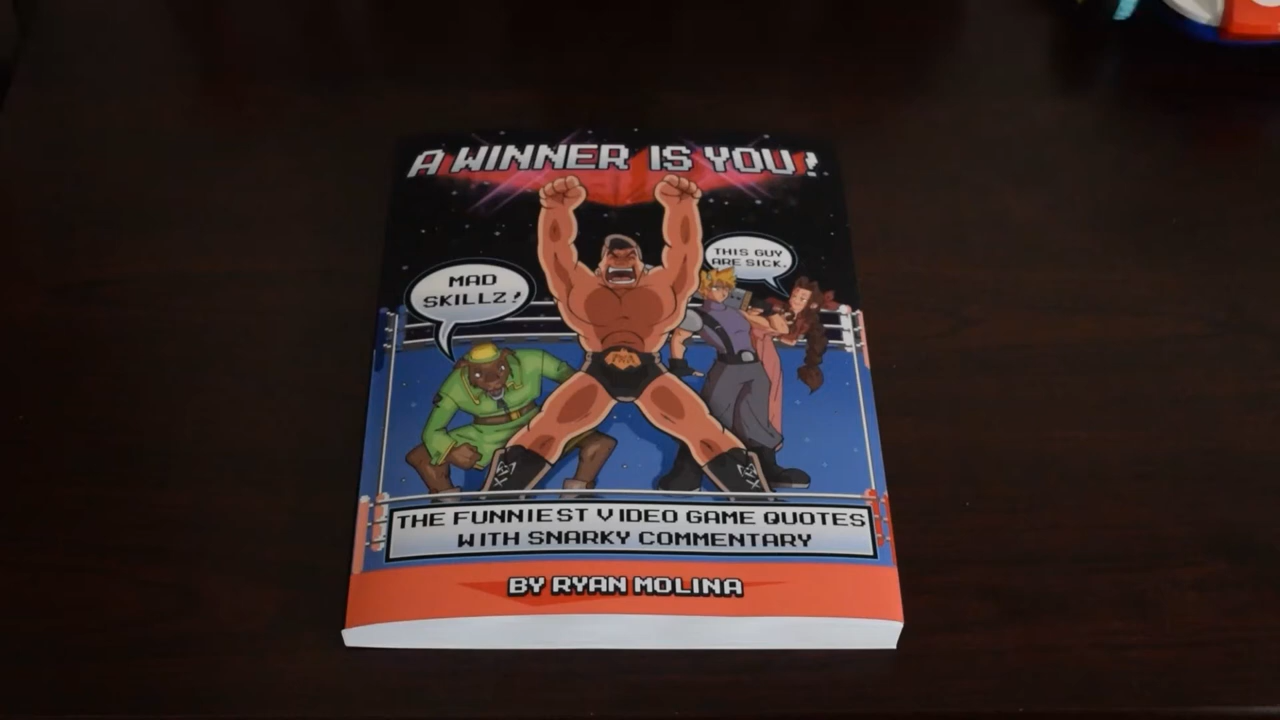 A WINNER IS YOU!
THIS GUY
ARE SICK.
MAD
SKILLZ!
THE FUNNIEST VIDEO GAME QUOTES
WITH SNARKY COMMENTARY
BY RYAN MOLINA